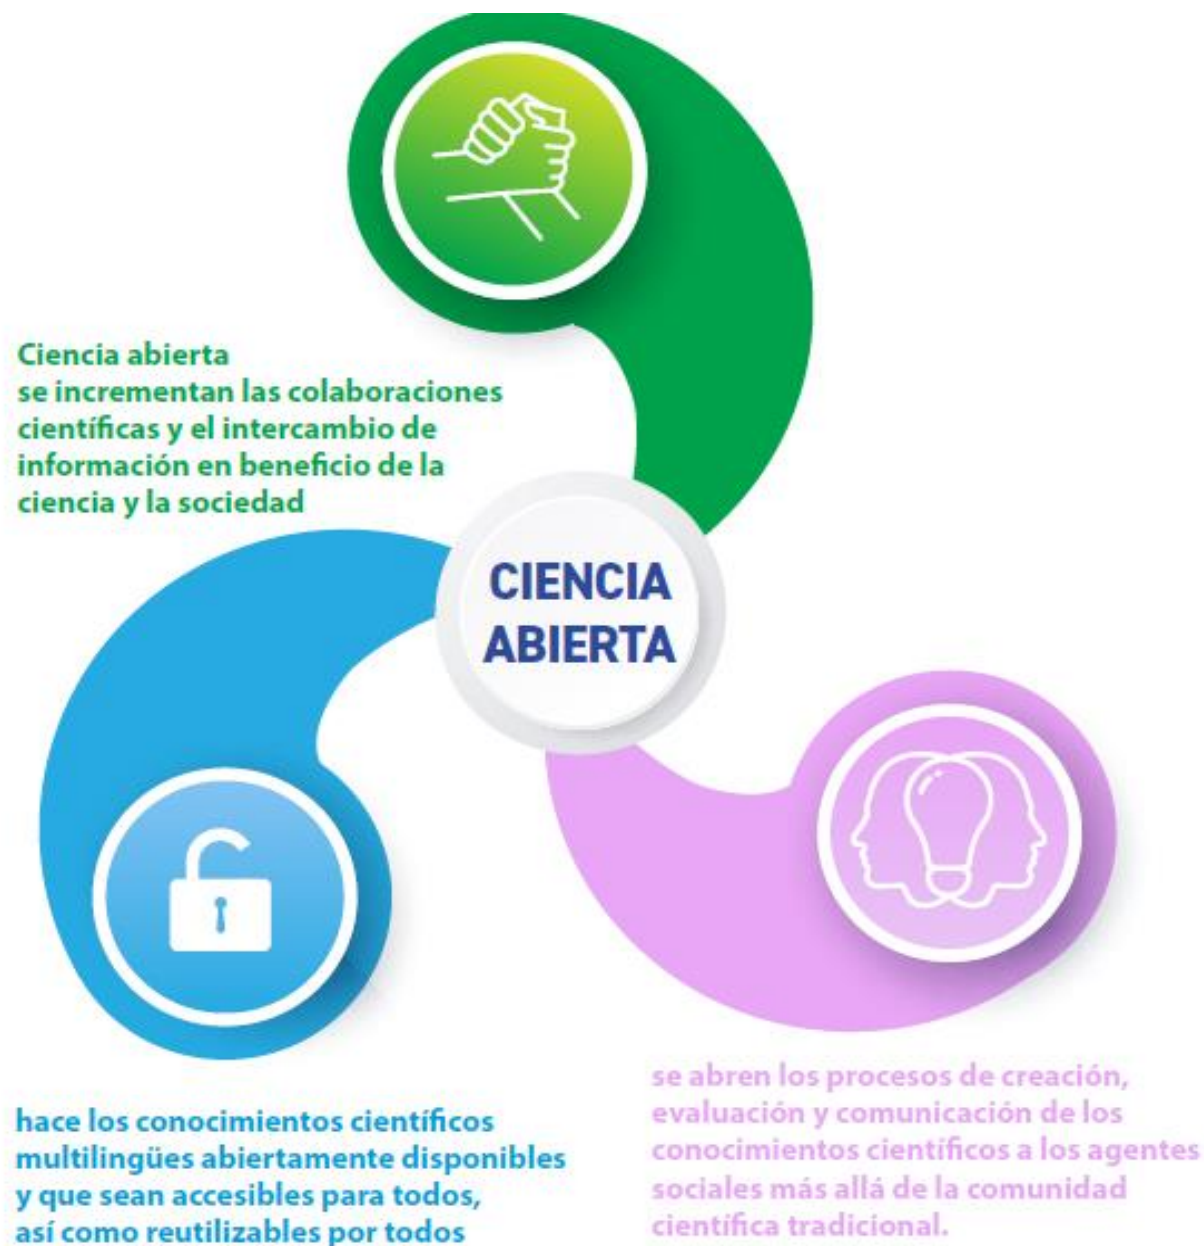 Ciencia abierta
se incrementan las colaboraciones
científicas y el intercambio de
información en beneficio de la
ciencia y la sociedad
CIENCIA
ABIERTA
hace los conocimientos científicos
multilingües abiertamente disponibles
y que sean accesibles para todos,
así como reutilizables por todos
se abren los procesos de creación,
evaluación y comunicación de los
conocimientos científicos a los agentes
sociales más allá de la comunidad
científica tradicional.